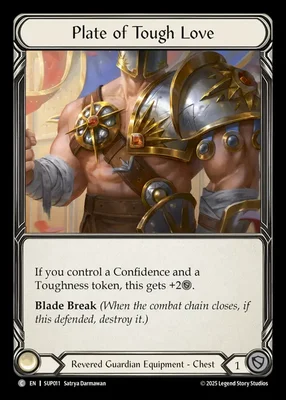 Plate of Tough Love
If you control a Confidence and a
Toughness token, this gets +2.
Blade Break (When the combat chain closes, if
this defended, destroy it.)
Revered Guardian Equipment - Chest
1
C EN | SUP011 Satrya Darmawan
© 2025 Legend Story Studios